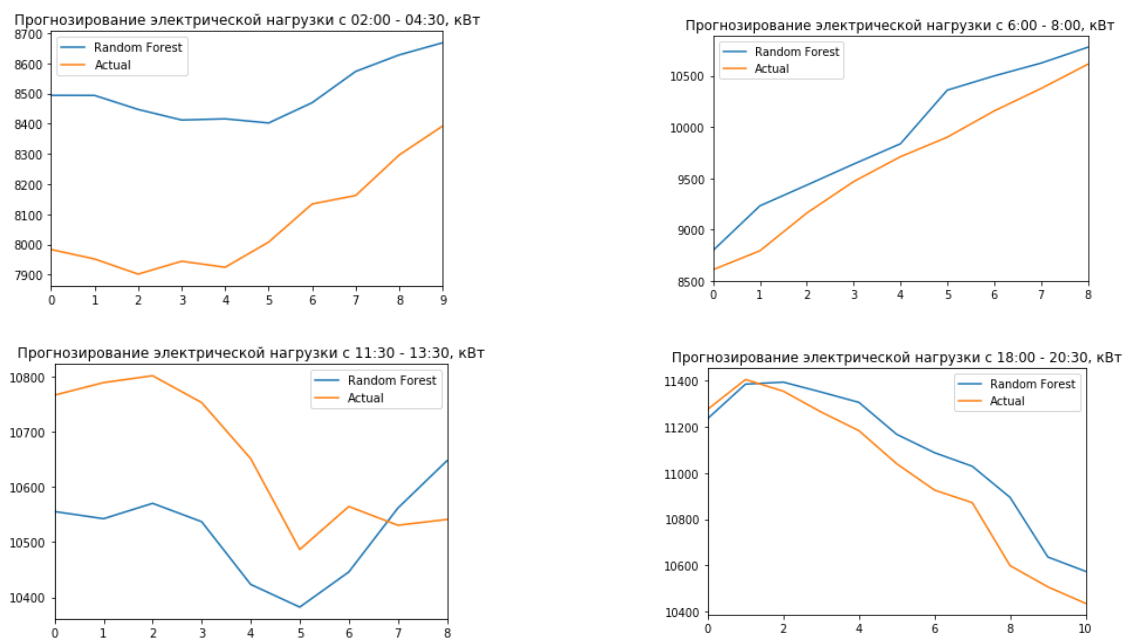 Прогнозирование электрической нагрузки с 02:00 - 04:30, кВт
8700
8600
8500
8400
8300
8200
8100
8000
7900
Random Forest
Actual
0 1 2 3 4 5 6 7 8 9
Прогнозирование электрической нагрузки с 6:00 - 8:00, кВт
10500
10000
9500
9000
8500
Random Forest
Actual
0 1 2 3 4 5 6 7 8
Прогнозирование электрической нагрузки с 11:30 - 13:30, кВт
10800
10700
10600
10500
10400
Random Forest
Actual
0 1 2 3 4 5 6 7 8
Прогнозирование электрической нагрузки с 18:00 - 20:30, кВт
11400
11200
11000
10800
10600
10400
Random Forest
Actual
0 2 4 6 8 10